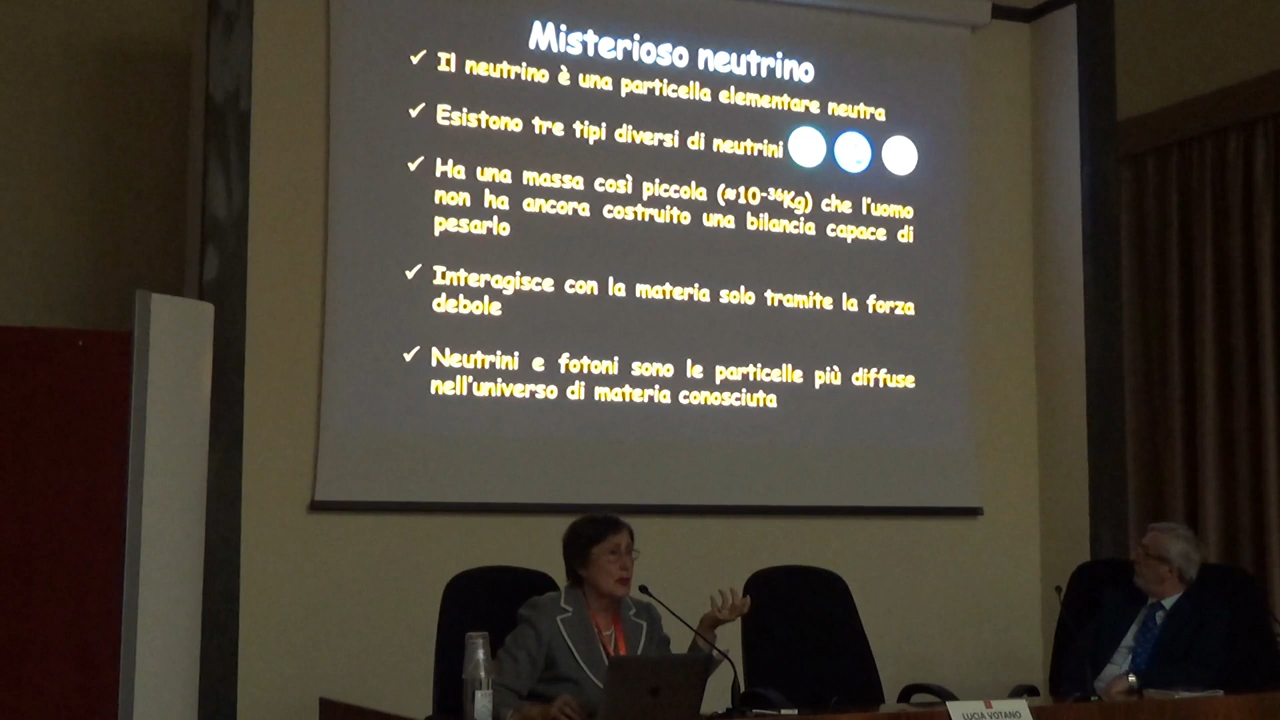 Misterioso neutrino
✓ Il neutrino è una particella elementare neutra
✓ Esistono tre tipi diversi di neutrini
✓ Ha una massa così piccola (≈10⁻³⁶Kg) che l'uomo
non ha ancora costruito una bilancia capace di
pesarlo
✓ Interagisce con la materia solo tramite la forza
debole
✓ Neutrini e fotoni sono le particelle più diffuse
nell'universo di materia conosciuta
LUCIA VOTANO